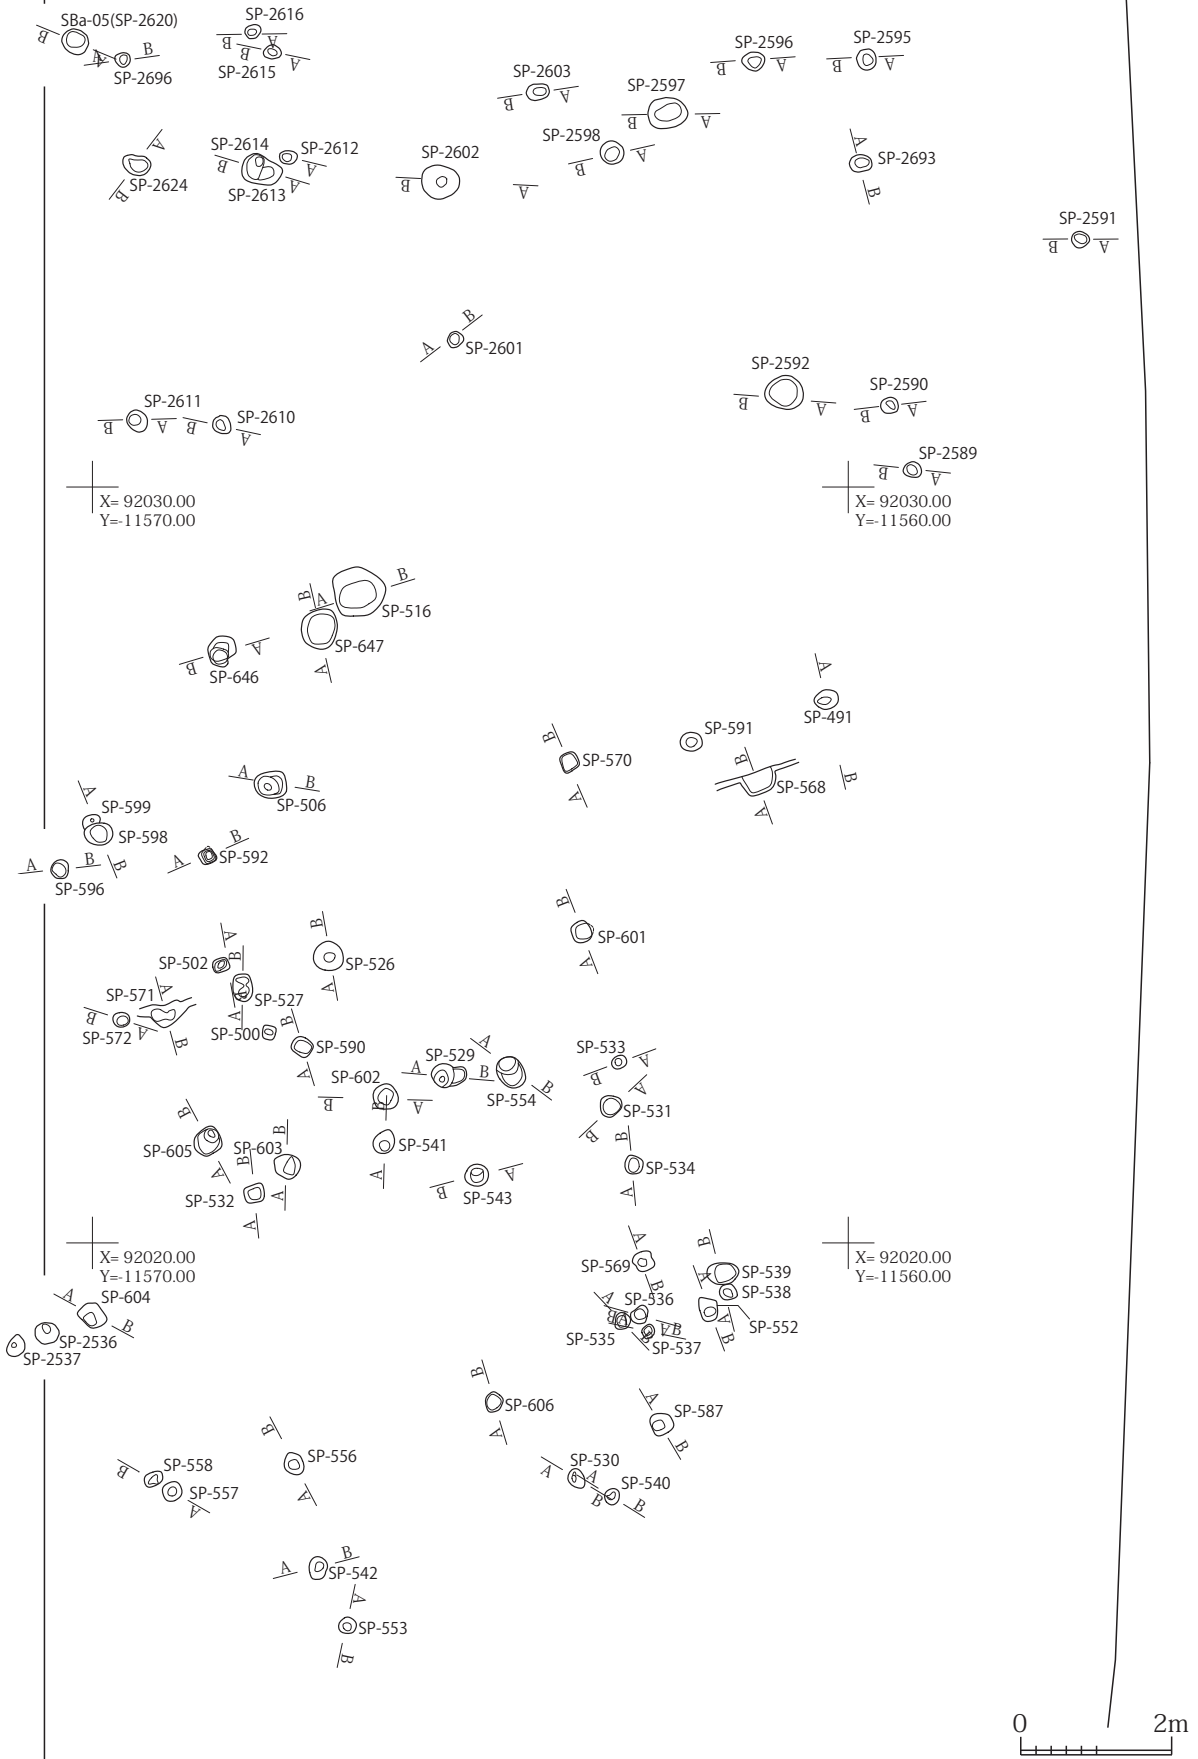 SBa-05(SP-2620)
SP-2616
B
A
B
B
A
B
A
A
SP-2696
SP-2615
SP-2603
B
A
SP-2596
B
A
SP-2595
B
A
SP-2597
B
A
SP-2598
B
A
A
SP-2624
B
SP-2614
SP-2612
B
A
A
SP-2613
SP-2602
B
A
A
SP-2693
B
SP-2591
B
A
B
A
SP-2601
SP-2592
B
A
SP-2590
B
A
SP-2611
B
A
B
SP-2610
A
SP-2589
B
A
X= 92030.00
Y=-11570.00
X= 92030.00
Y=-11560.00
B
B
A
SP-516
SP-647
A
A
B
SP-646
A
SP-491
SP-591
B
SP-570
A
B
SP-568
B
A
A
B
SP-506
A
SP-599
SP-598
B
SP-592
A
A
B
B
SP-596
B
SP-601
A
B
SP-526
A
A
SP-502
B
SP-527
A
A
SP-571
B
SP-572
A
B
SP-500
B
SP-590
A
A
SP-529
B
A
SP-554
B
SP-533
A
B
SP-602
B
A
B
A
SP-531
B
B
SP-605
A
SP-603
B
A
B
SP-532
A
SP-541
A
SP-543
B
A
B
SP-534
A
X= 92020.00
Y=-11570.00
X= 92020.00
Y=-11560.00
A
SP-569
B
B
SP-539
A
SP-538
A
SP-552
B
A
SP-536
B
A
A
B
SP-535
SP-537
A
SP-604
B
SP-2536
SP-2537
B
SP-606
A
A
SP-587
B
B
SP-556
A
B
SP-558
SP-557
A
SP-530
A
A
SP-540
B
B
A
B
SP-542
A
SP-553
B
0
2m